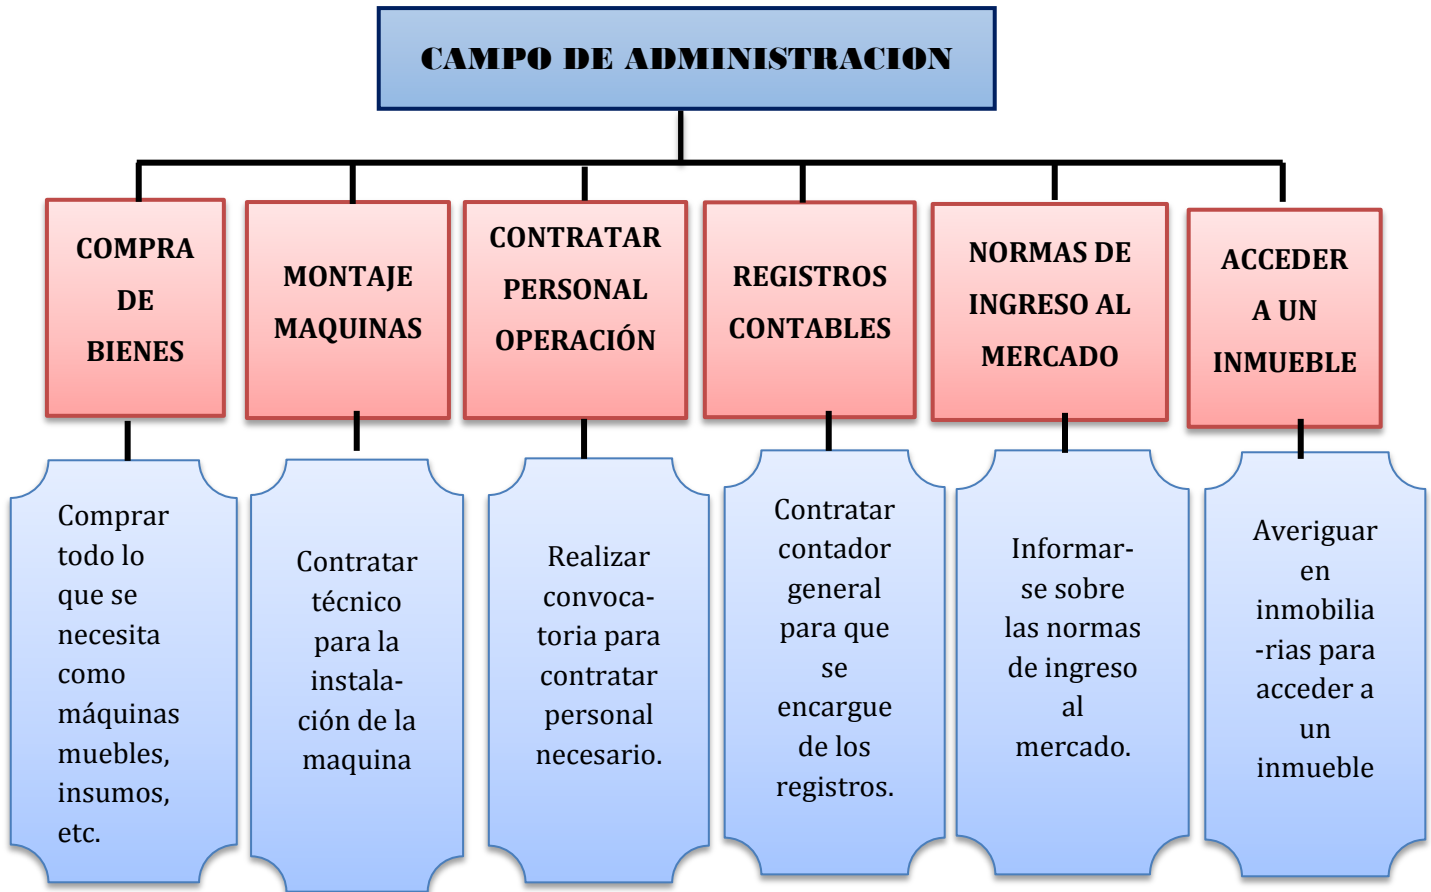 CAMPO DE ADMINISTRACION
COMPRA
DE
BIENES
MONTAJE
MAQUINAS
CONTRATAR
PERSONAL
OPERACIÓN
REGISTROS
CONTABLES
NORMAS DE
INGRESO AL
MERCADO
ACCEDER
A UN
INMUEBLE
Comprar
todo lo
que se
necesita
como
máquinas
muebles,
insumos,
etc.
Contratar
técnico
para la
instala-
ción de la
maquina
Realizar
convoca-
toria para
contratar
personal
necesario.
Contratar
contador
general
para que
se
encargue
de los
registros.
Informar-
se sobre
las normas
de ingreso
al
mercado.
Averiguar
en
inmobilia
-rias para
acceder a
un
inmueble